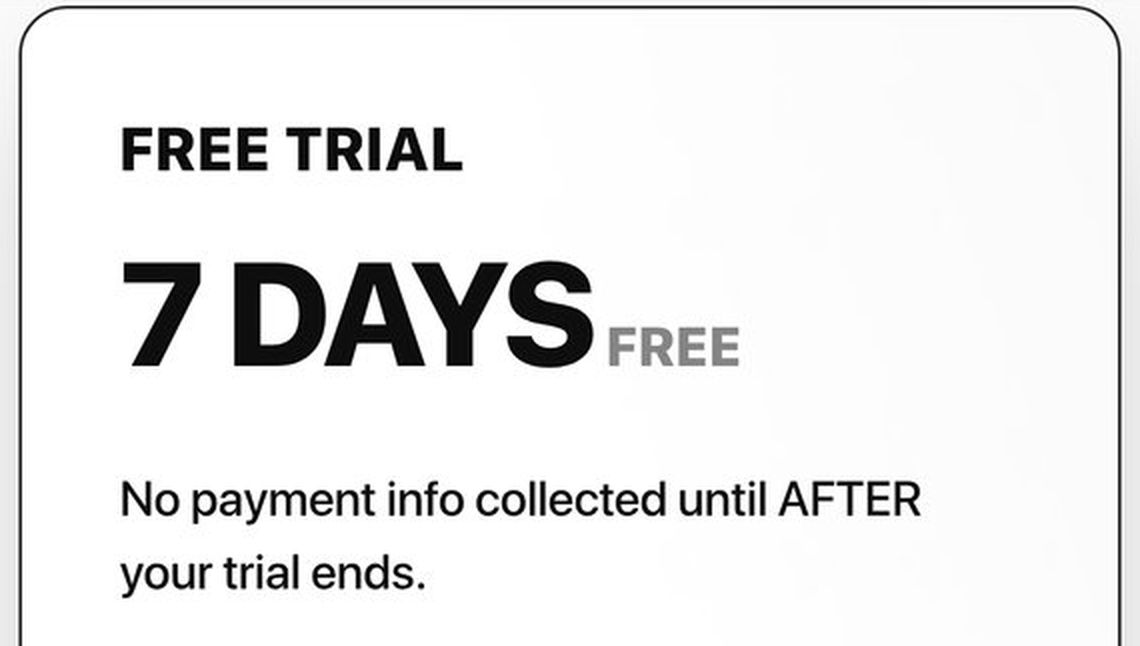 FREE TRIAL
7 DAYS FREE
No payment info collected until AFTER
your trial ends.